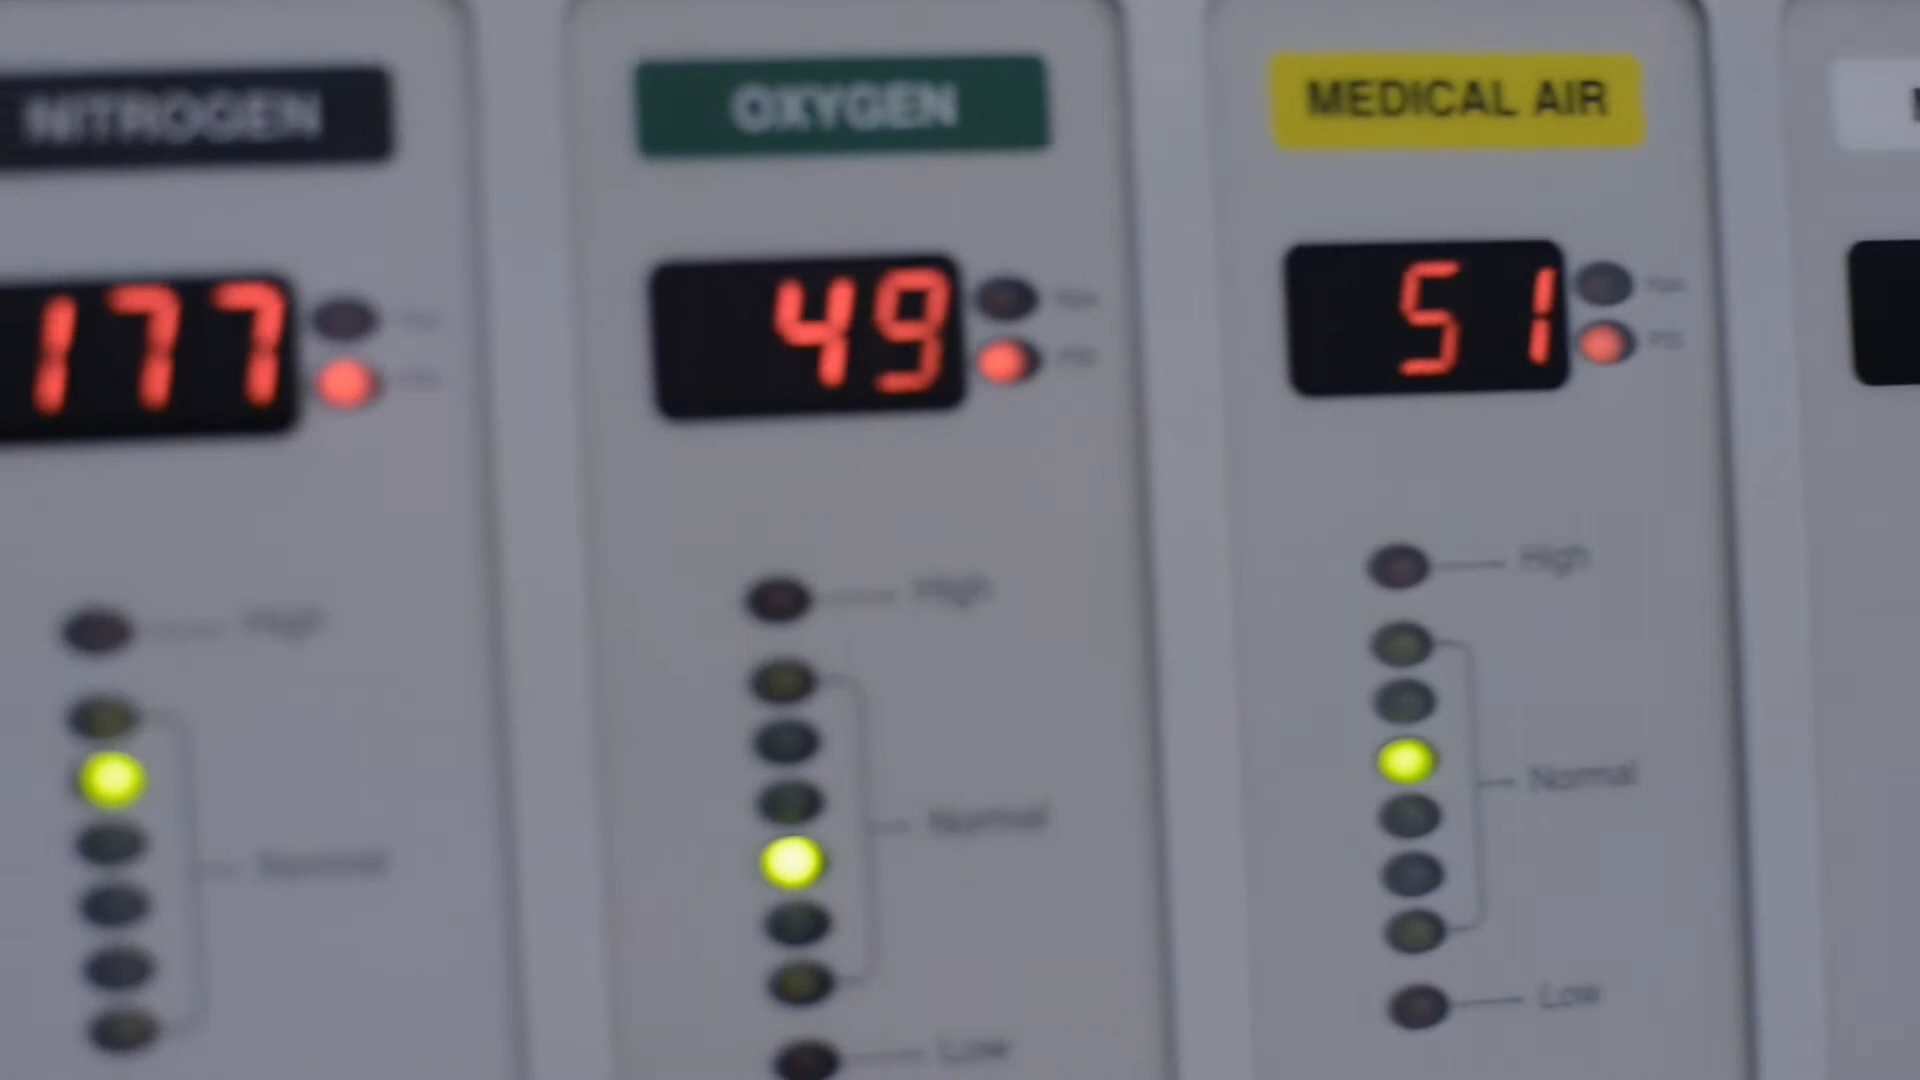 NITROGEN
177
High
Normal
OXYGEN
49
High
Normal
Low
MEDICAL AIR
51
High
Normal
Low